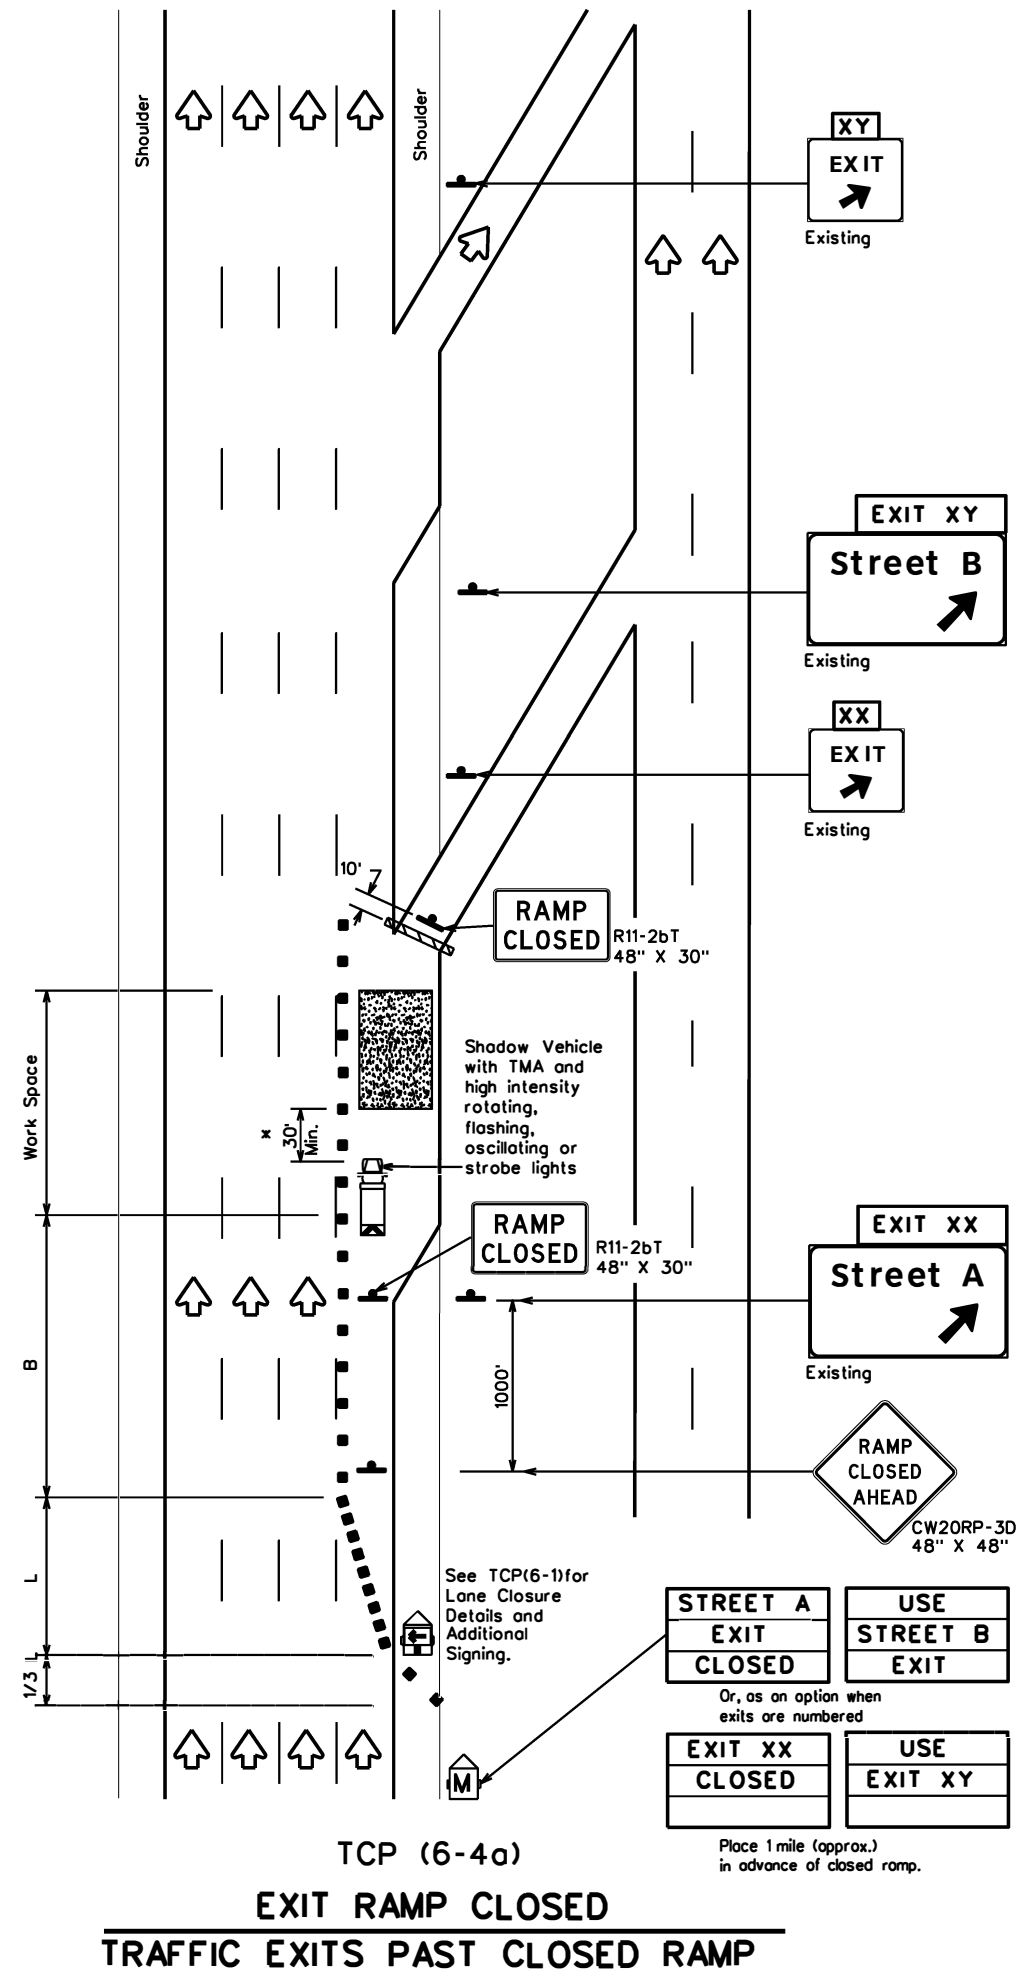 Shoulder
Shoulder
XY
EXIT
Existing
EXIT XY
Street B
Existing
XX
EXIT
Existing
10'
RAMP
CLOSED
R11-2bT
48" X 30"
Work Space
Shadow Vehicle
with TMA and
high intensity
rotating,
flashing,
oscillating or
strobe lights
x
30'
Min.
RAMP
CLOSED
R11-2bT
48" X 30"
EXIT XX
Street A
Existing
B
1000'
RAMP
CLOSED
AHEAD
CW20RP-3D
48" X 48"
L
See TCP(6-1)for
Lane Closure
Details and
Additional
Signing.
1/3 L
STREET A
EXIT
CLOSED
USE
STREET B
EXIT
Or, as an option when
exits are numbered
EXIT XX
CLOSED
USE
EXIT XY
M
Place 1 mile (approx.)
in advance of closed ramp.
TCP (6-4a)
EXIT RAMP CLOSED
TRAFFIC EXITS PAST CLOSED RAMP